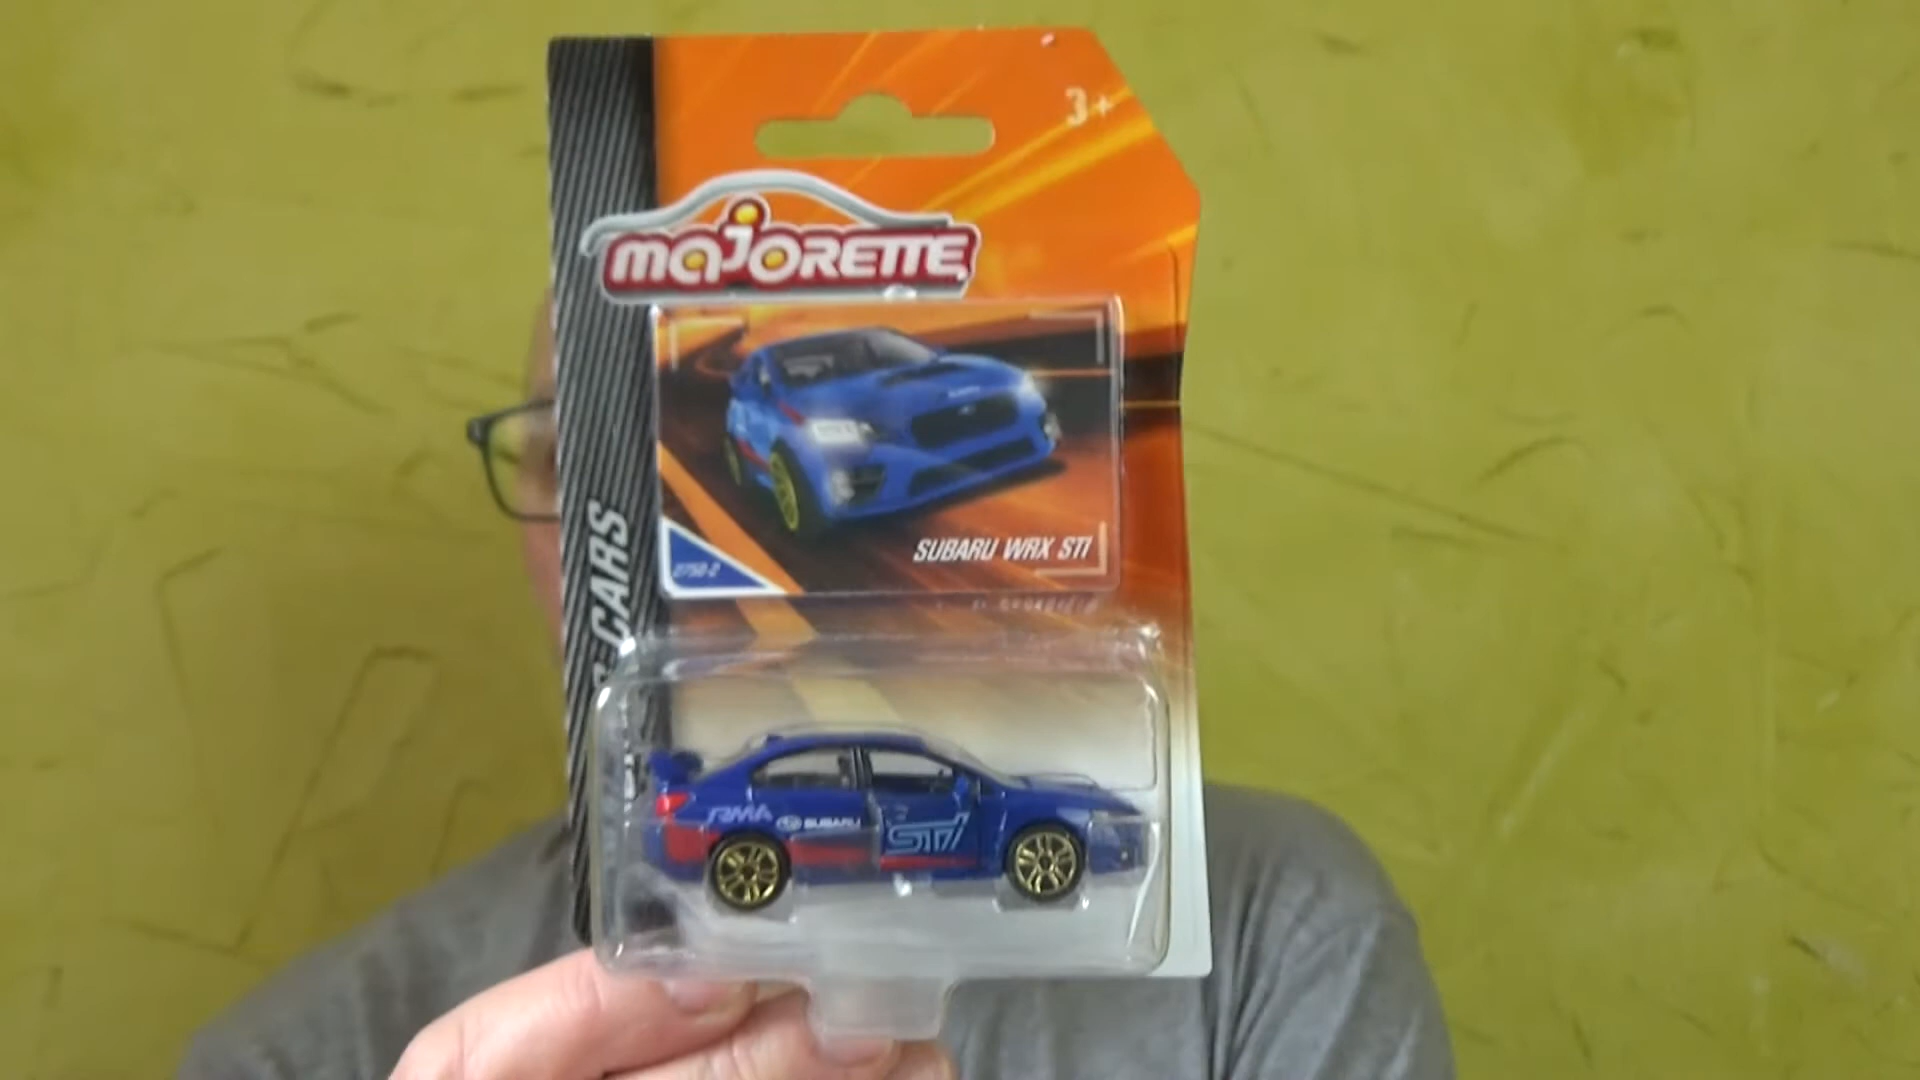 3+
MAJORETTE
SUBARU WRX STI
CARS
SUBARU
STI